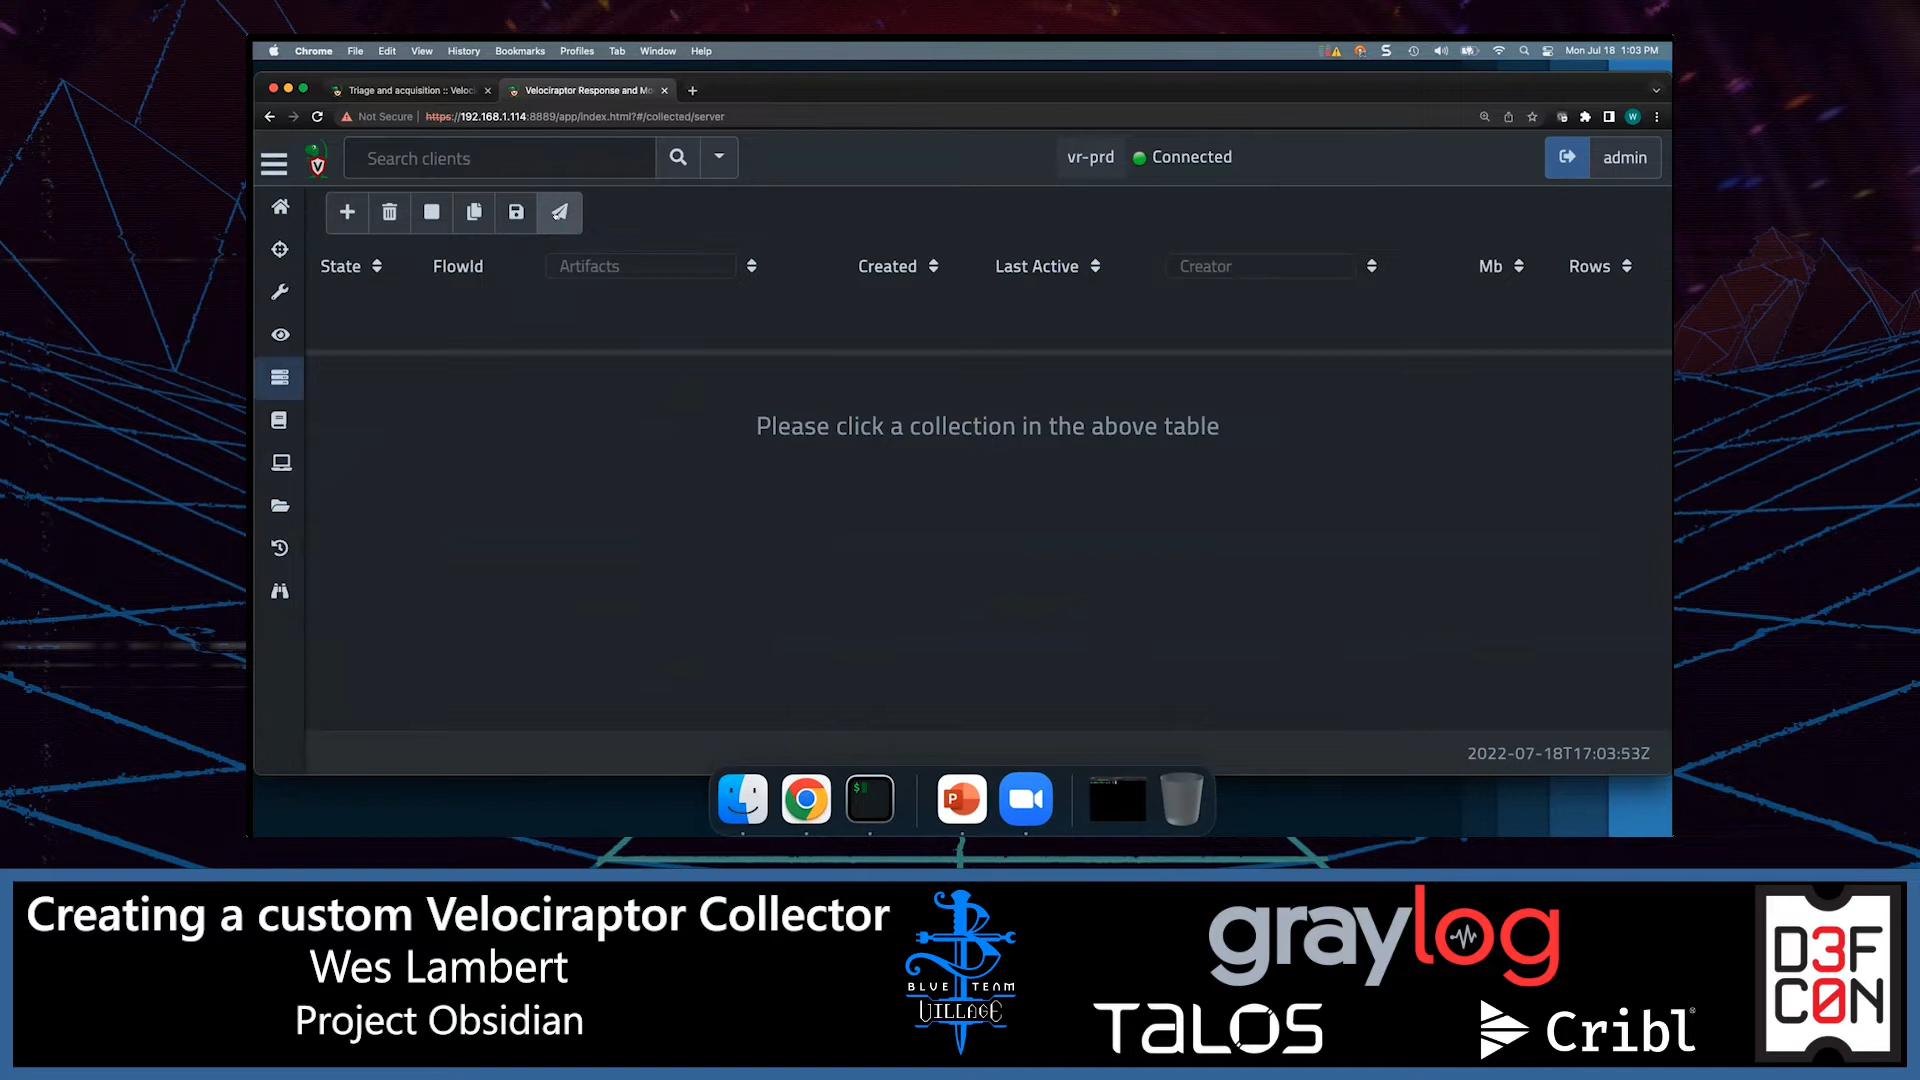 Chrome File Edit View History Bookmarks Profiles Tab Window Help
Mon Jul 18 1:03 PM
Triage and acquisition :: Veloci
Velociraptor Response and Mo
Not Secure | https://192.168.1.114:8889/app/index.html?#/collected/server
W
Search clients
vr-prd Connected
admin
State FlowId Artifacts Created Last Active Creator Mb Rows
Please click a collection in the above table
2022-07-18T17:03:53Z
Creating a custom Velociraptor Collector
Wes Lambert
Project Obsidian
BLUE TEAM
VILLAGE
graylog
TALOS
Cribl
D3F
C0N